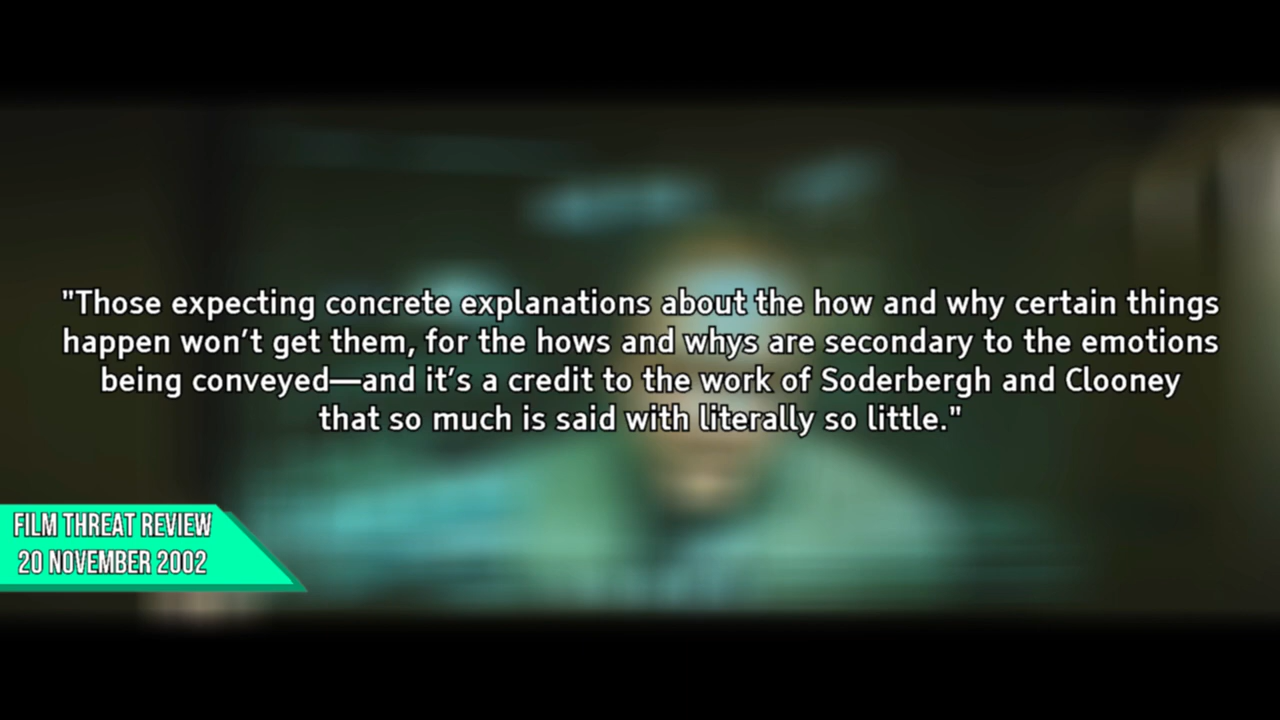 "Those expecting concrete explanations about the how and why certain things
happen won’t get them, for the hows and whys are secondary to the emotions
being conveyed—and it’s a credit to the work of Soderbergh and Clooney
that so much is said with literally so little."
FILM THREAT REVIEW
20 NOVEMBER 2002